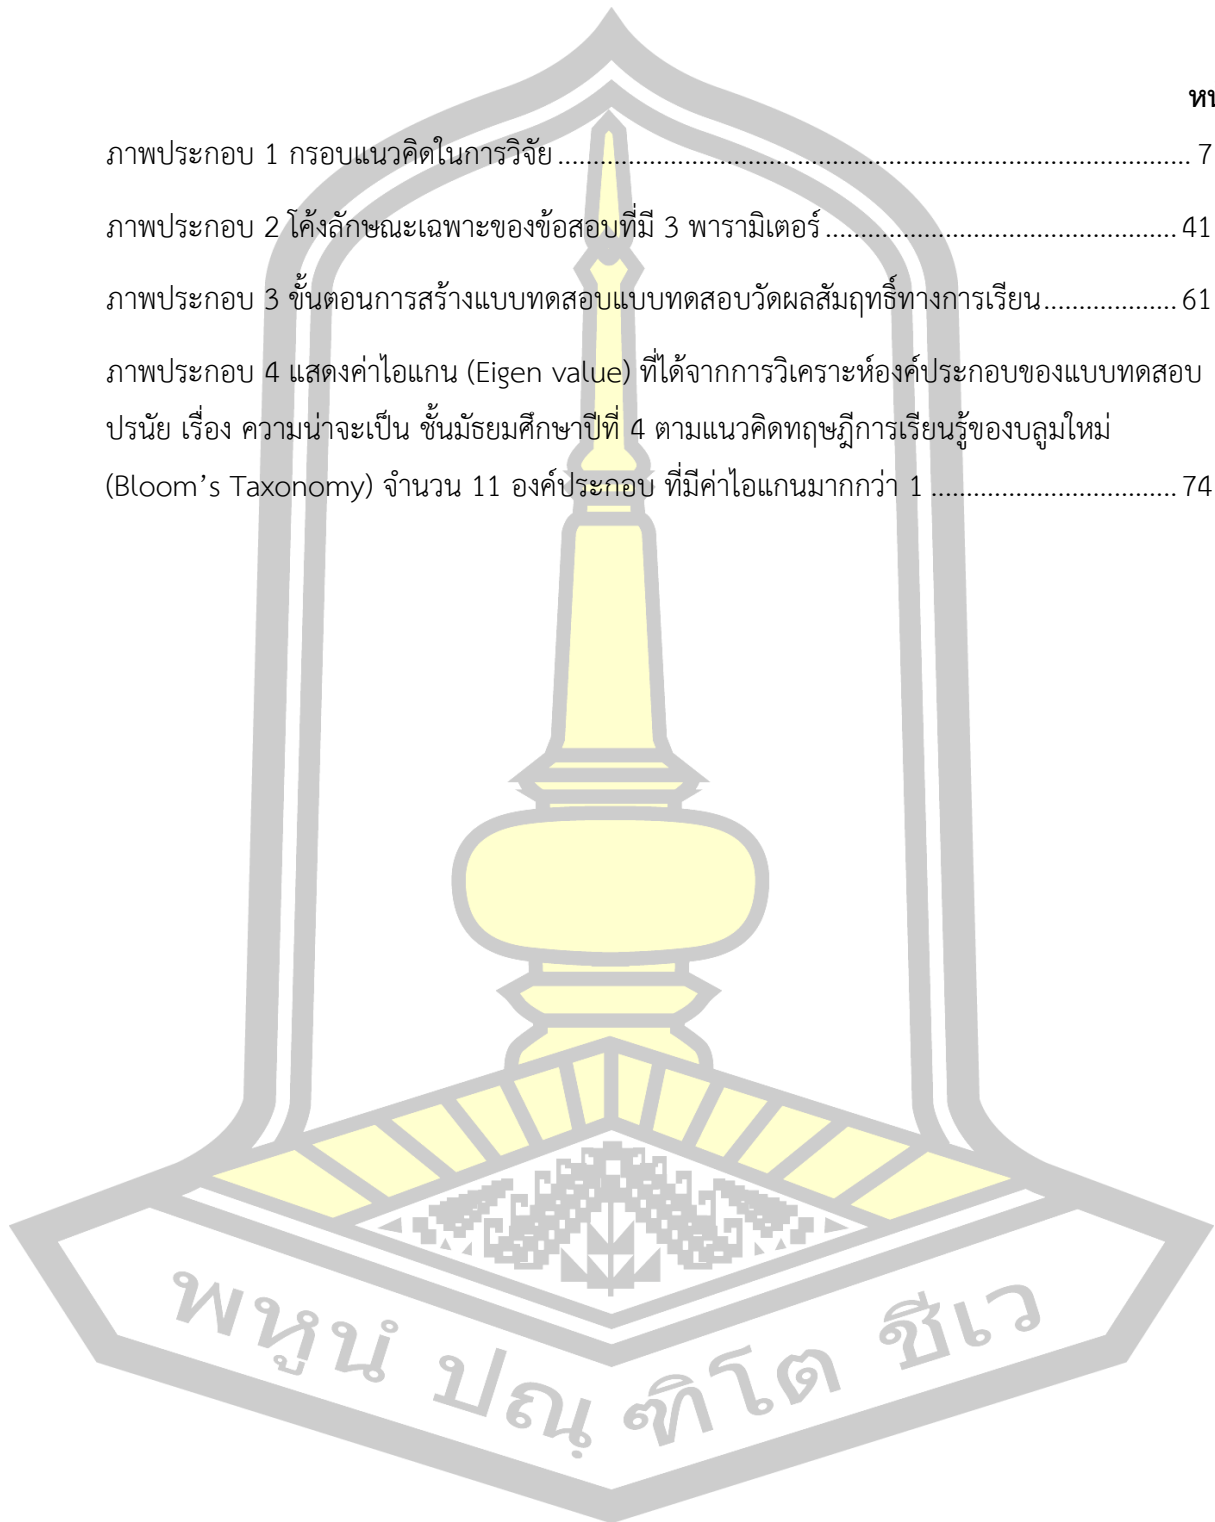 ภาพประกอบ 1 กรอบแนวคิดในการวิจัย ......................................................................................... 7
ภาพประกอบ 2 โค้งลักษณะเฉพาะของข้อสอบที่มี 3 พารามิเตอร์ ................................................. 41
ภาพประกอบ 3 ขั้นตอนการสร้างแบบทดสอบแบบทดสอบวัดผลสัมฤทธิ์ทางการเรียน................... 61
ภาพประกอบ 4 แสดงค่าไอแกน (Eigen value) ที่ได้จากการวิเคราะห์องค์ประกอบของแบบทดสอบ
ปรนัย เรื่อง ความน่าจะเป็น ชั้นมัธยมศึกษาปีที่ 4 ตามแนวคิดทฤษฎีการเรียนรู้ของบลูมใหม่
(Bloom's Taxonomy) จำนวน 11 องค์ประกอบ ที่มีค่าไอแกนมากกว่า 1 ................................... 74
พหูนํ ปณฺ ฑิโต ชีเว